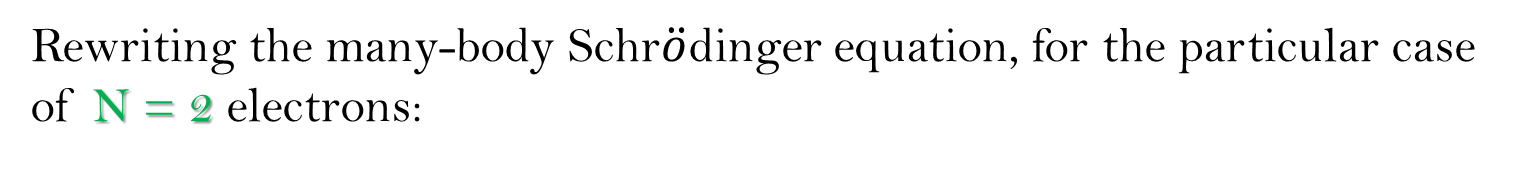 Rewriting the many-body Schrödinger equation, for the particular case
of N = 2 electrons: